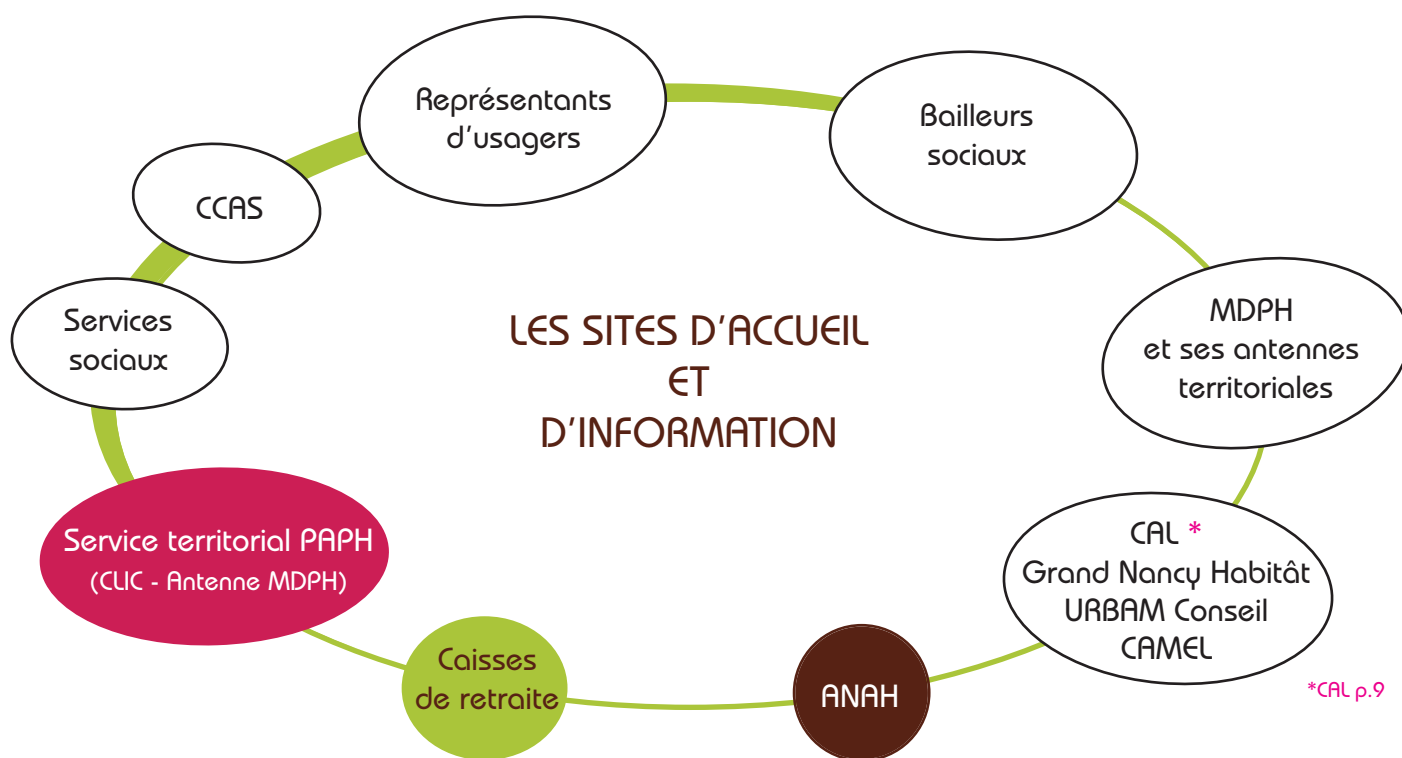 Représentants
d'usagers
Bailleurs
sociaux
CCAS
Services
sociaux
LES SITES D'ACCUEIL
ET
D'INFORMATION
MDPH
et ses antennes
territoriales
Service territorial PAPH
(CLIC - Antenne MDPH)
CAL *
Grand Nancy Habitât
URBAM Conseil
CAMEL
Caisses
de retraite
ANAH
*CAL p.9